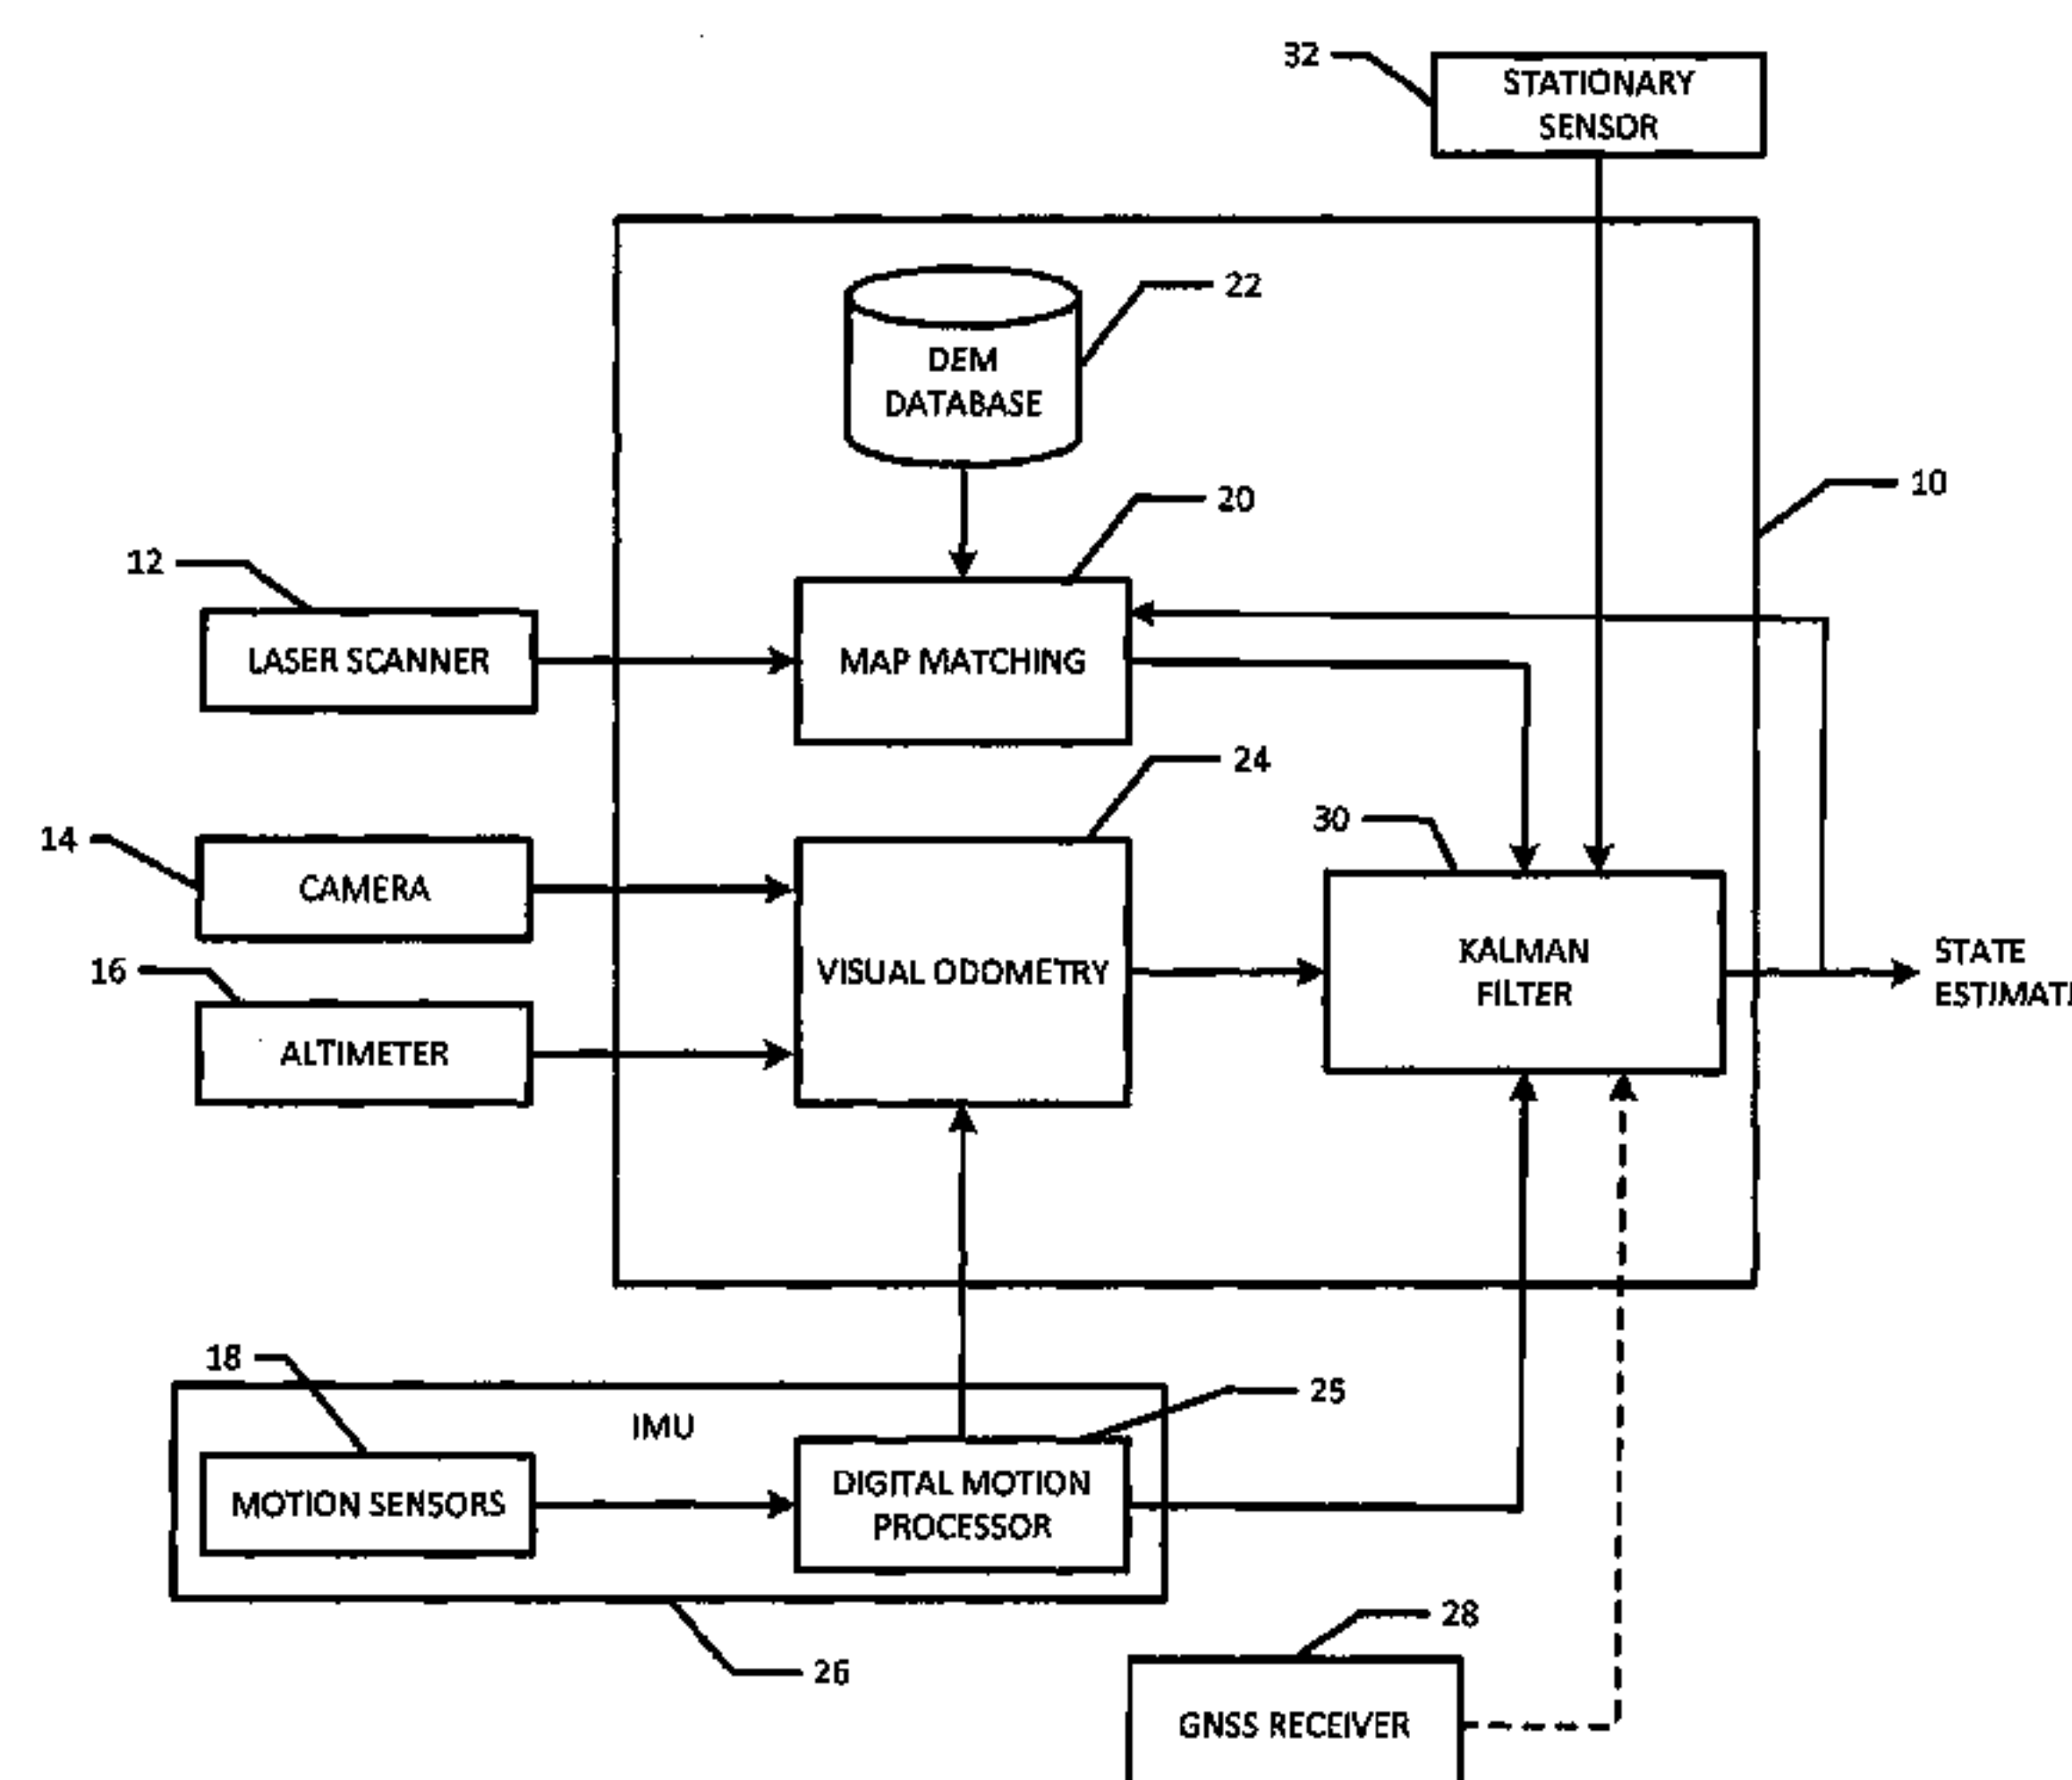 32
STATIONARY
SENSOR
22
DEM
DATABASE
10
20
12
LASER SCANNER
MAP MATCHING
24
14
30
CAMERA
VISUAL ODOMETRY
KALMAN
FILTER
STATE
ESTIMAT
16
ALTIMETER
18
25
IMU
MOTION SENSORS
DIGITAL MOTION
PROCESSOR
26
28
GNSS RECEIVER